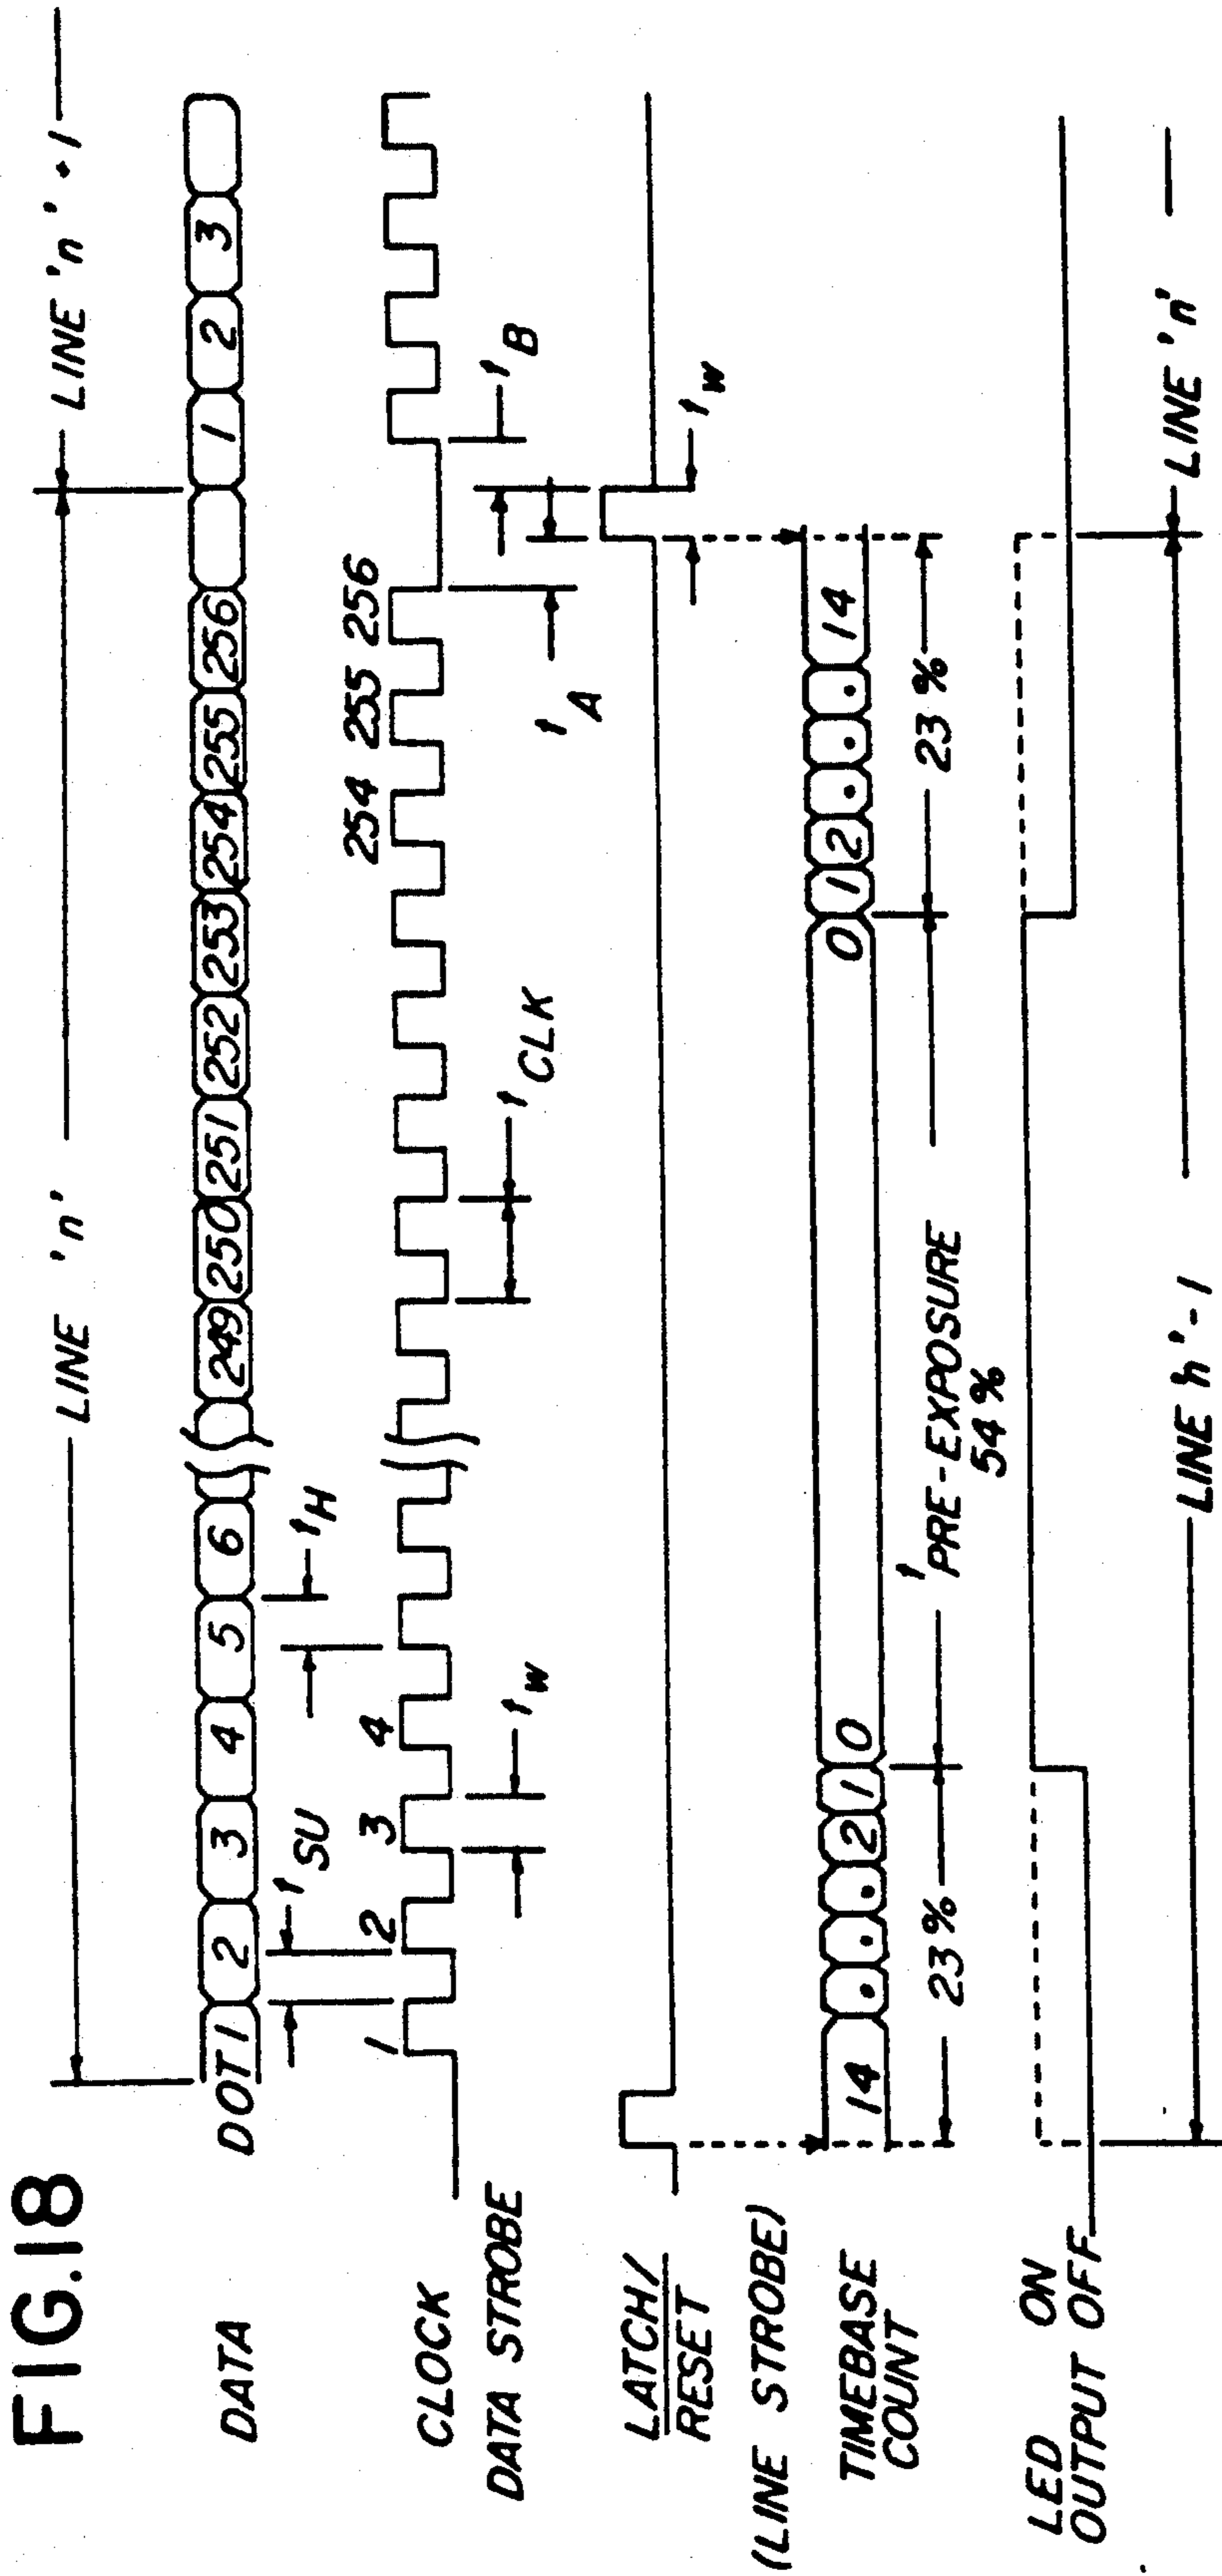 FIG.18
LINE 'n' LINE 'n' + 1
DATA DOT 1 2 3 4 5 6 249 250 251 252 253 254 255 256 1 2 3
tSU tH
1 2 3 4 254 255 256
CLOCK
DATA STROBE
tW tCLK tA tB
LATCH/
RESET
(LINE STROBE)
tW
TIMEBASE
COUNT
14 . . . 2 1 0 0 1 2 . . . 14
23% tPRE-EXPOSURE 23%
54%
LED ON
OUTPUT OFF
LINE 'n'-1 LINE 'n'